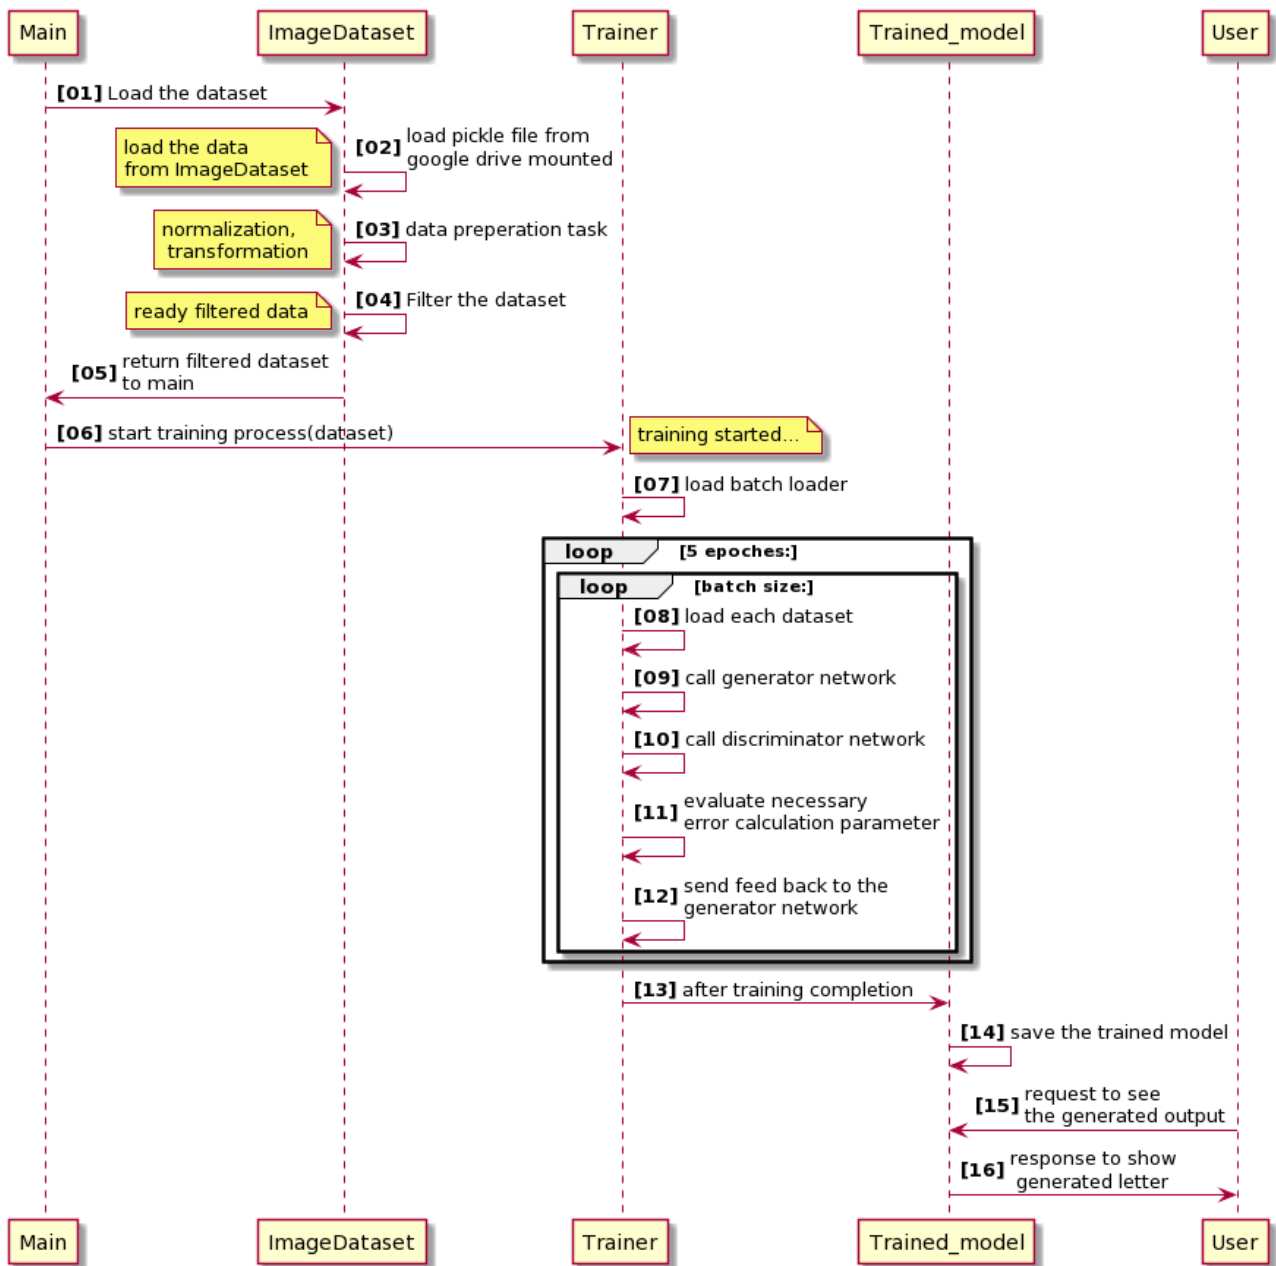 Main
ImageDataset
Trainer
Trained_model
User
[01] Load the dataset
load the data
from ImageDataset
[02] load pickle file from
google drive mounted
normalization,
transformation
[03] data preperation task
ready filtered data
[04] Filter the dataset
[05] return filtered dataset
to main
[06] start training process(dataset)
training started...
[07] load batch loader
loop [5 epoches:]
loop [batch size:]
[08] load each dataset
[09] call generator network
[10] call discriminator network
[11] evaluate necessary
error calculation parameter
[12] send feed back to the
generator network
[13] after training completion
[14] save the trained model
[15] request to see
the generated output
[16] response to show
generated letter
Main
ImageDataset
Trainer
Trained_model
User